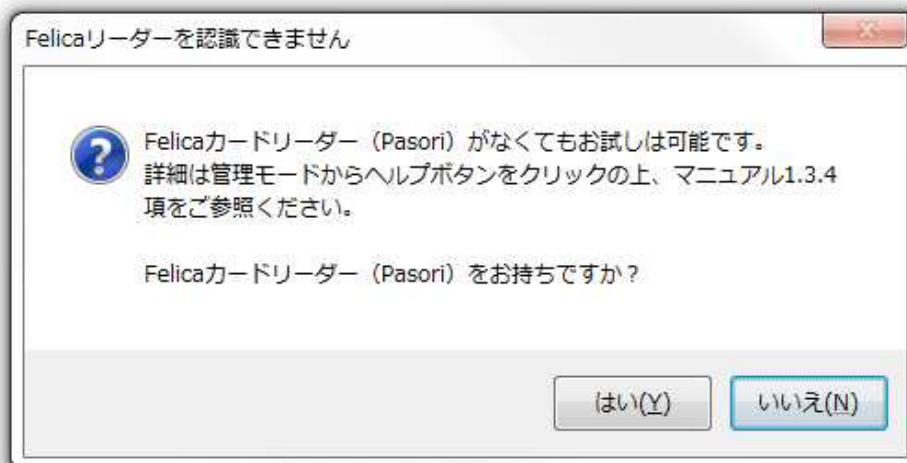 Felicaリーダーを認識できません
Felicaカードリーダー（Pasori）がなくてもお試しは可能です。
詳細は管理モードからヘルプボタンをクリックの上、マニュアル1.3.4
項をご参照ください。
Felicaカードリーダー（Pasori）をお持ちですか？
はい(Y)
いいえ(N)